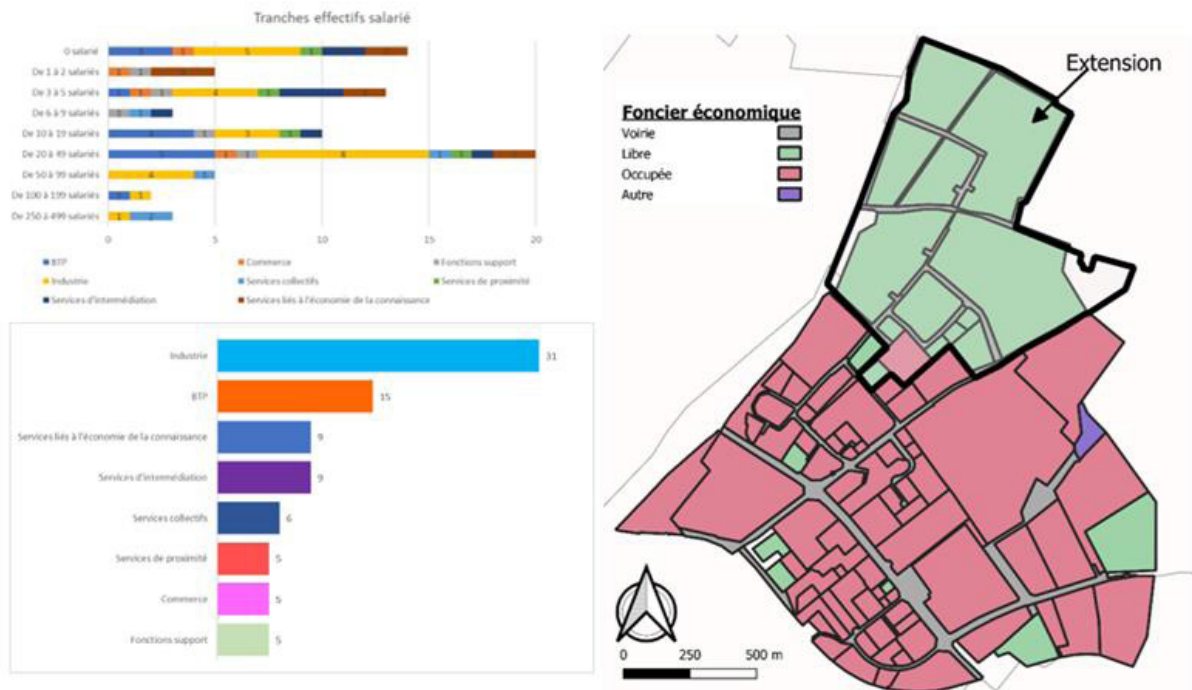 Tranches effectifs salarié
0 salarié
De 1 à 2 salariés
De 3 à 5 salariés
De 6 à 9 salariés
De 10 à 19 salariés
De 20 à 49 salariés
De 50 à 99 salariés
De 100 à 199 salariés
De 250 à 499 salariés
0 5 10 15 20
BTP Commerce Fonctions support
Industrie Services collectifs Services de proximité
Services d'intermédiation Services liés à l'économie de la connaissance
Industrie 31
BTP 15
Services liés à l'économie de la connaissance 9
Services d'intermédiation 9
Services collectifs 6
Services de proximité 5
Commerce 5
Fonctions support 5
Extension
Foncier économique
Voirie
Libre
Occupée
Autre
0 250 500 m